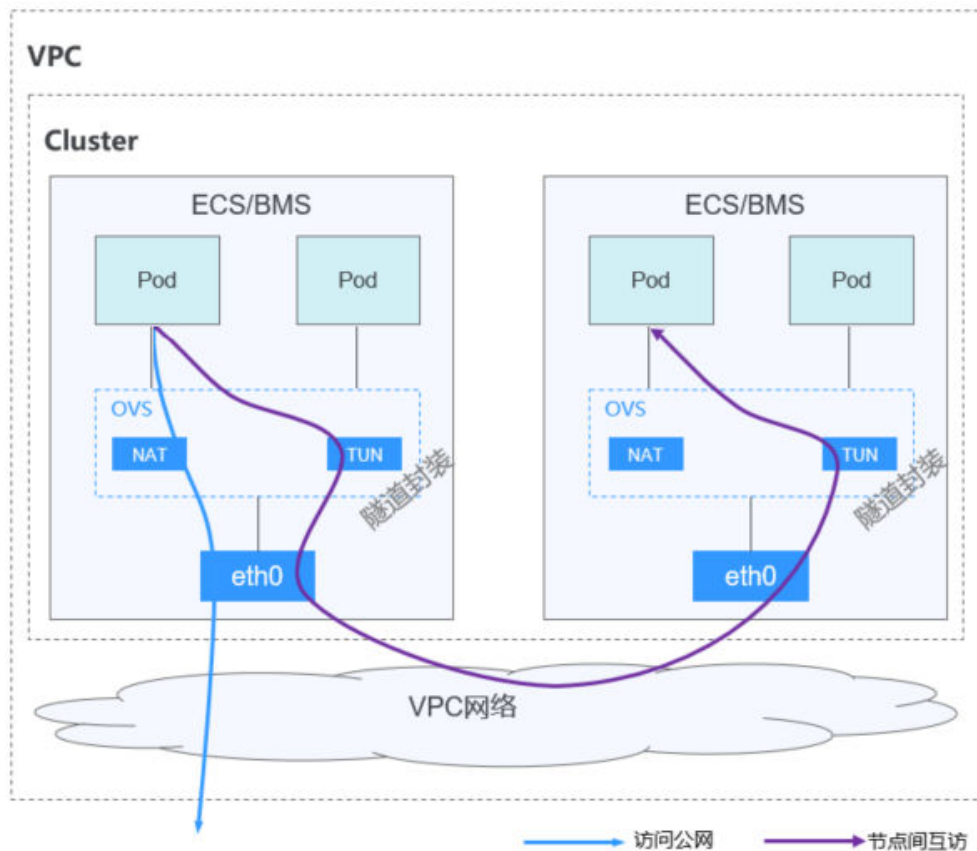 VPC
Cluster
ECS/BMS
Pod
Pod
OVS
NAT
TUN
隧道封装
eth0
ECS/BMS
Pod
Pod
OVS
NAT
TUN
隧道封装
eth0
VPC网络
访问公网
节点间互访